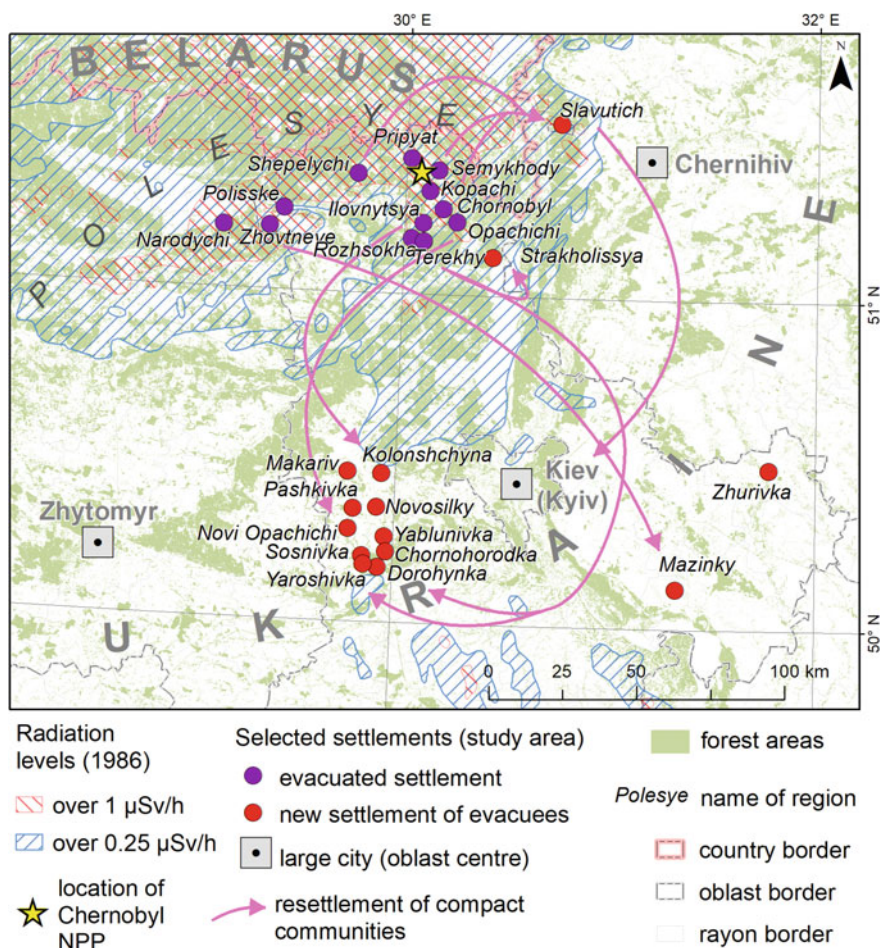 30° E
32° E
N
BELARUS
POLESYE
Slavutich
Pripyat
Chernihiv
Shepelychi
Semykhody
Kopachi
Polisske
Ilovnytsya
Chornobyl
Opachichi
Narodychi
Zhovtneve
Rozhsokha
Terekhy
Strakholissya
51° N
Makariv
Kolonshchyna
Pashkivka
Kiev
(Kyiv)
Zhurivka
Zhytomyr
Novosilky
Novi Opachichi
Yablunivka
Sosnivka
Chornohorodka
Mazinky
Yaroshivka
Dorohynka
UKRAINE
50° N
0 25 50 100 km
Radiation
levels (1986)
over 1 µSv/h
over 0.25 µSv/h
location of
Chernobyl
NPP
Selected settlements (study area)
evacuated settlement
new settlement of evacuees
large city (oblast centre)
resettlement of compact
communities
forest areas
Polesye name of region
country border
oblast border
rayon border